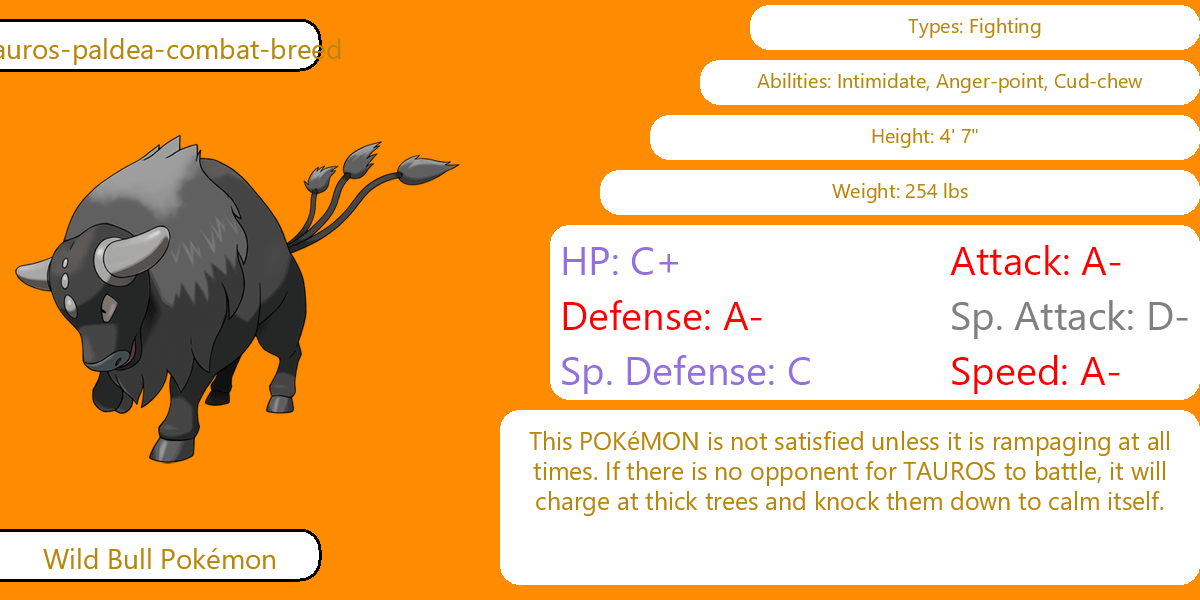 auros-paldea-combat-breed
Types: Fighting
Abilities: Intimidate, Anger-point, Cud-chew
Height: 4' 7"
Weight: 254 lbs
HP: C+
Attack: A-
Defense: A-
Sp. Attack: D-
Sp. Defense: C
Speed: A-
This POKéMON is not satisfied unless it is rampaging at all
times. If there is no opponent for TAUROS to battle, it will
charge at thick trees and knock them down to calm itself.
Wild Bull Pokémon